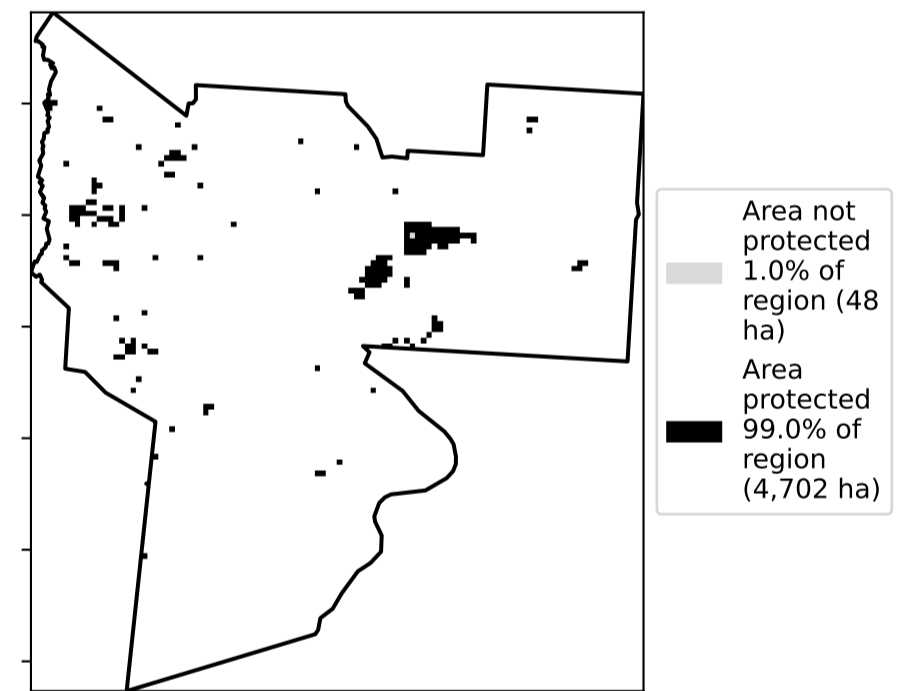 Area not
protected
1.0% of
region (48
ha)
Area
protected
99.0% of
region
(4,702 ha)